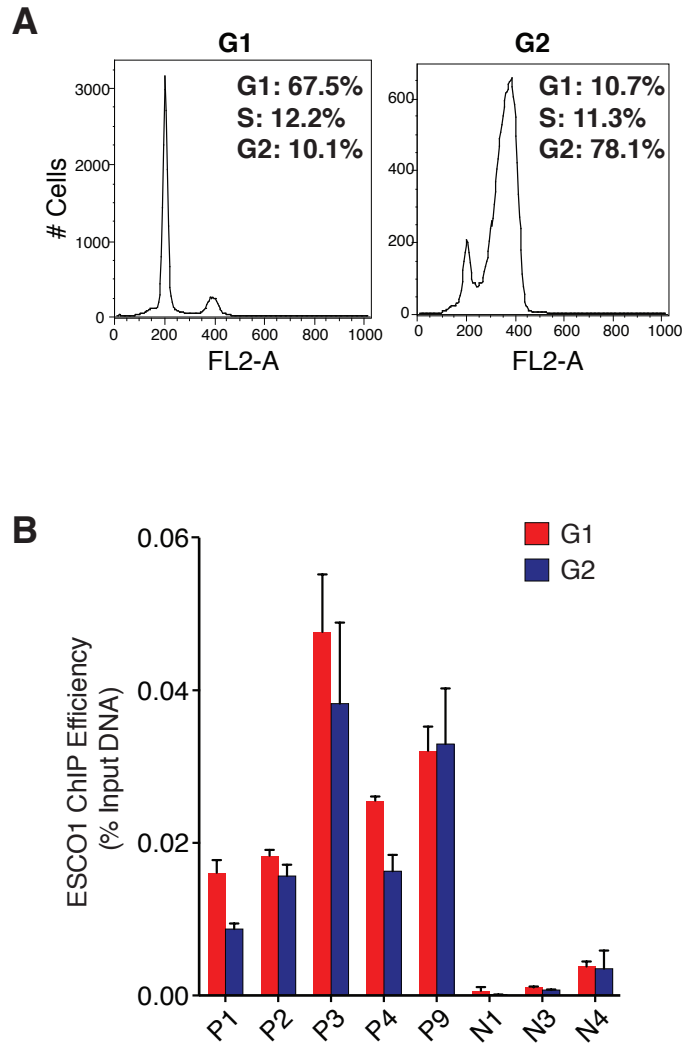 A
G1
G2
G1: 67.5%
S: 12.2%
G2: 10.1%
G1: 10.7%
S: 11.3%
G2: 78.1%
# Cells
3000
2000
1000
0
0 200 400 600 800 1000
FL2-A
600
400
200
0
0 200 400 600 800 1000
FL2-A
B
G1
G2
ESCO1 ChIP Efficiency
(% Input DNA)
0.06
0.04
0.02
0.00
P1 P2 P3 P4 P9 N1 N3 N4